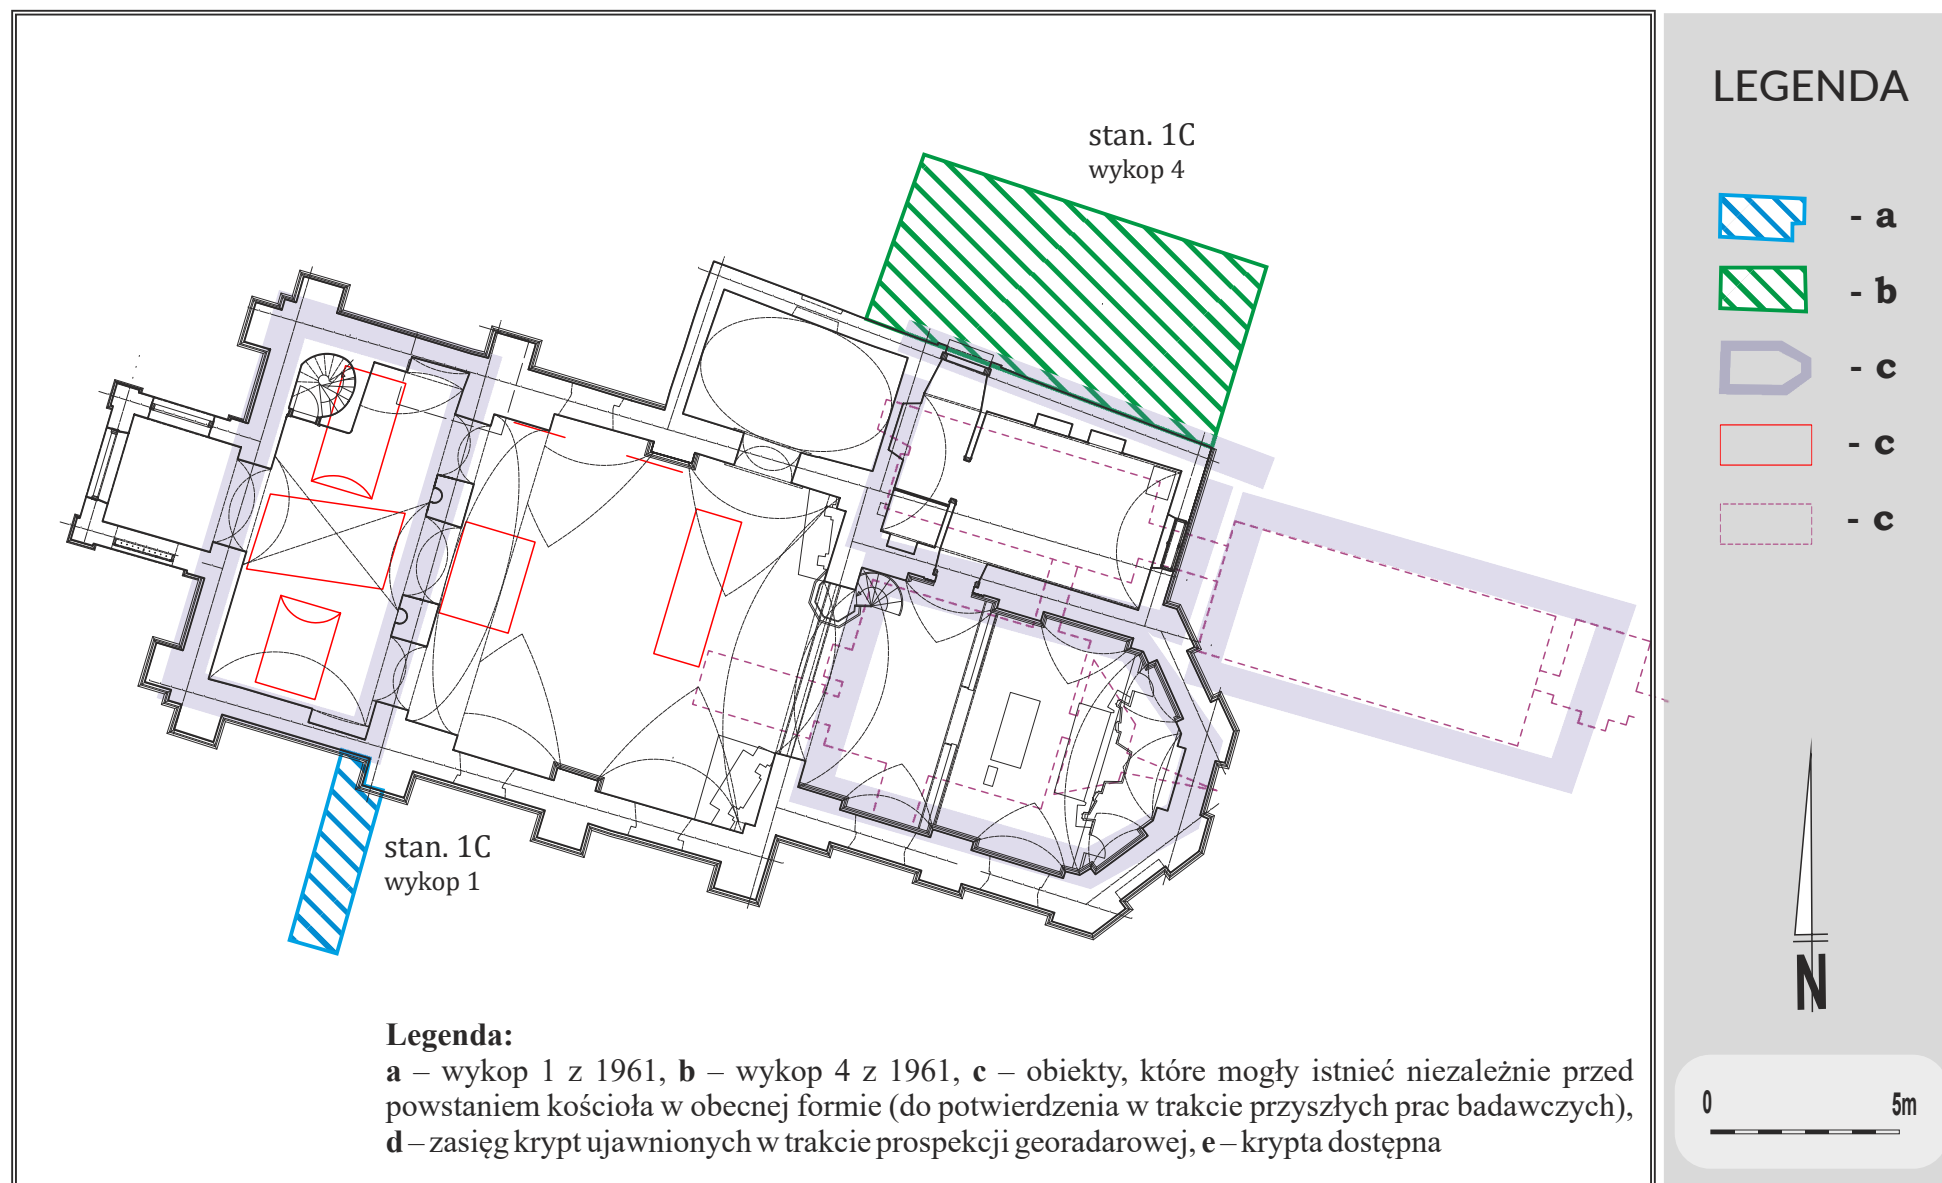 stan. 1C
wykop 4
stan. 1C
wykop 1
Legenda:
a – wykop 1 z 1961, b – wykop 4 z 1961, c – obiekty, które mogły istnieć niezależnie przed
powstaniem kościoła w obecnej formie (do potwierdzenia w trakcie przyszłych prac badawczych),
d – zasięg krypt ujawnionych w trakcie prospekcji georadarowej, e – krypta dostępna
LEGENDA
- a
- b
- c
- c
- c
N
0 5m